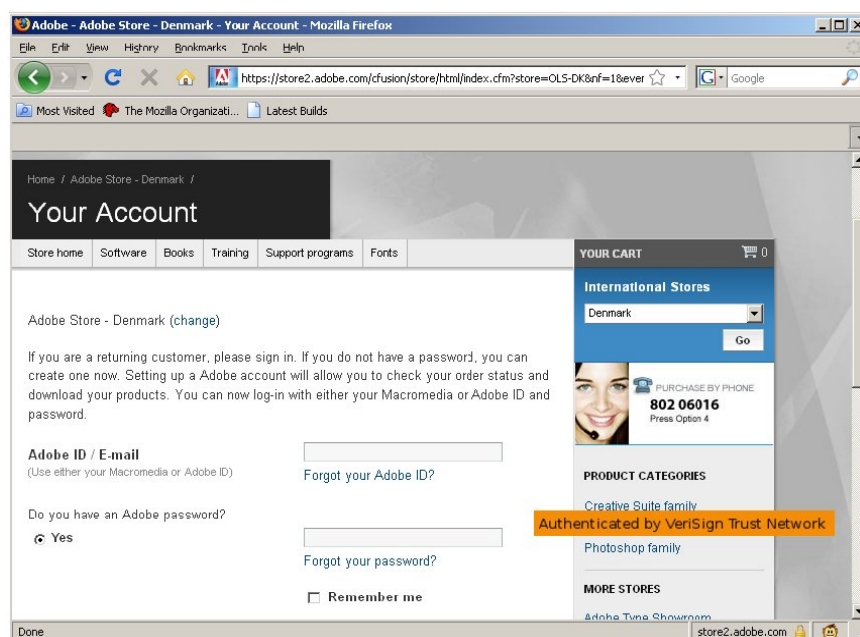 Adobe - Adobe Store - Denmark - Your Account - Mozilla Firefox
File Edit View History Bookmarks Tools Help
https://store2.adobe.com/cfusion/store/html/index.cfm?store=OLS-DK&nf=1&ever
Google
Most Visited The Mozilla Organizati... Latest Builds
Home / Adobe Store - Denmark /
Your Account
Store home Software Books Training Support programs Fonts
YOUR CART 0
International Stores
Denmark
Go
PURCHASE BY PHONE
802 06016
Press Option 4
Adobe Store - Denmark (change)
If you are a returning customer, please sign in. If you do not have a password, you can
create one now. Setting up a Adobe account will allow you to check your order status and
download your products. You can now log-in with either your Macromedia or Adobe ID and
password.
Adobe ID / E-mail
(Use either your Macromedia or Adobe ID)
Forgot your Adobe ID?
Do you have an Adobe password?
Yes
Forgot your password?
Remember me
PRODUCT CATEGORIES
Creative Suite family
Authenticated by VeriSign Trust Network
Photoshop family
MORE STORES
Adobe Type Showroom
Done
store2.adobe.com